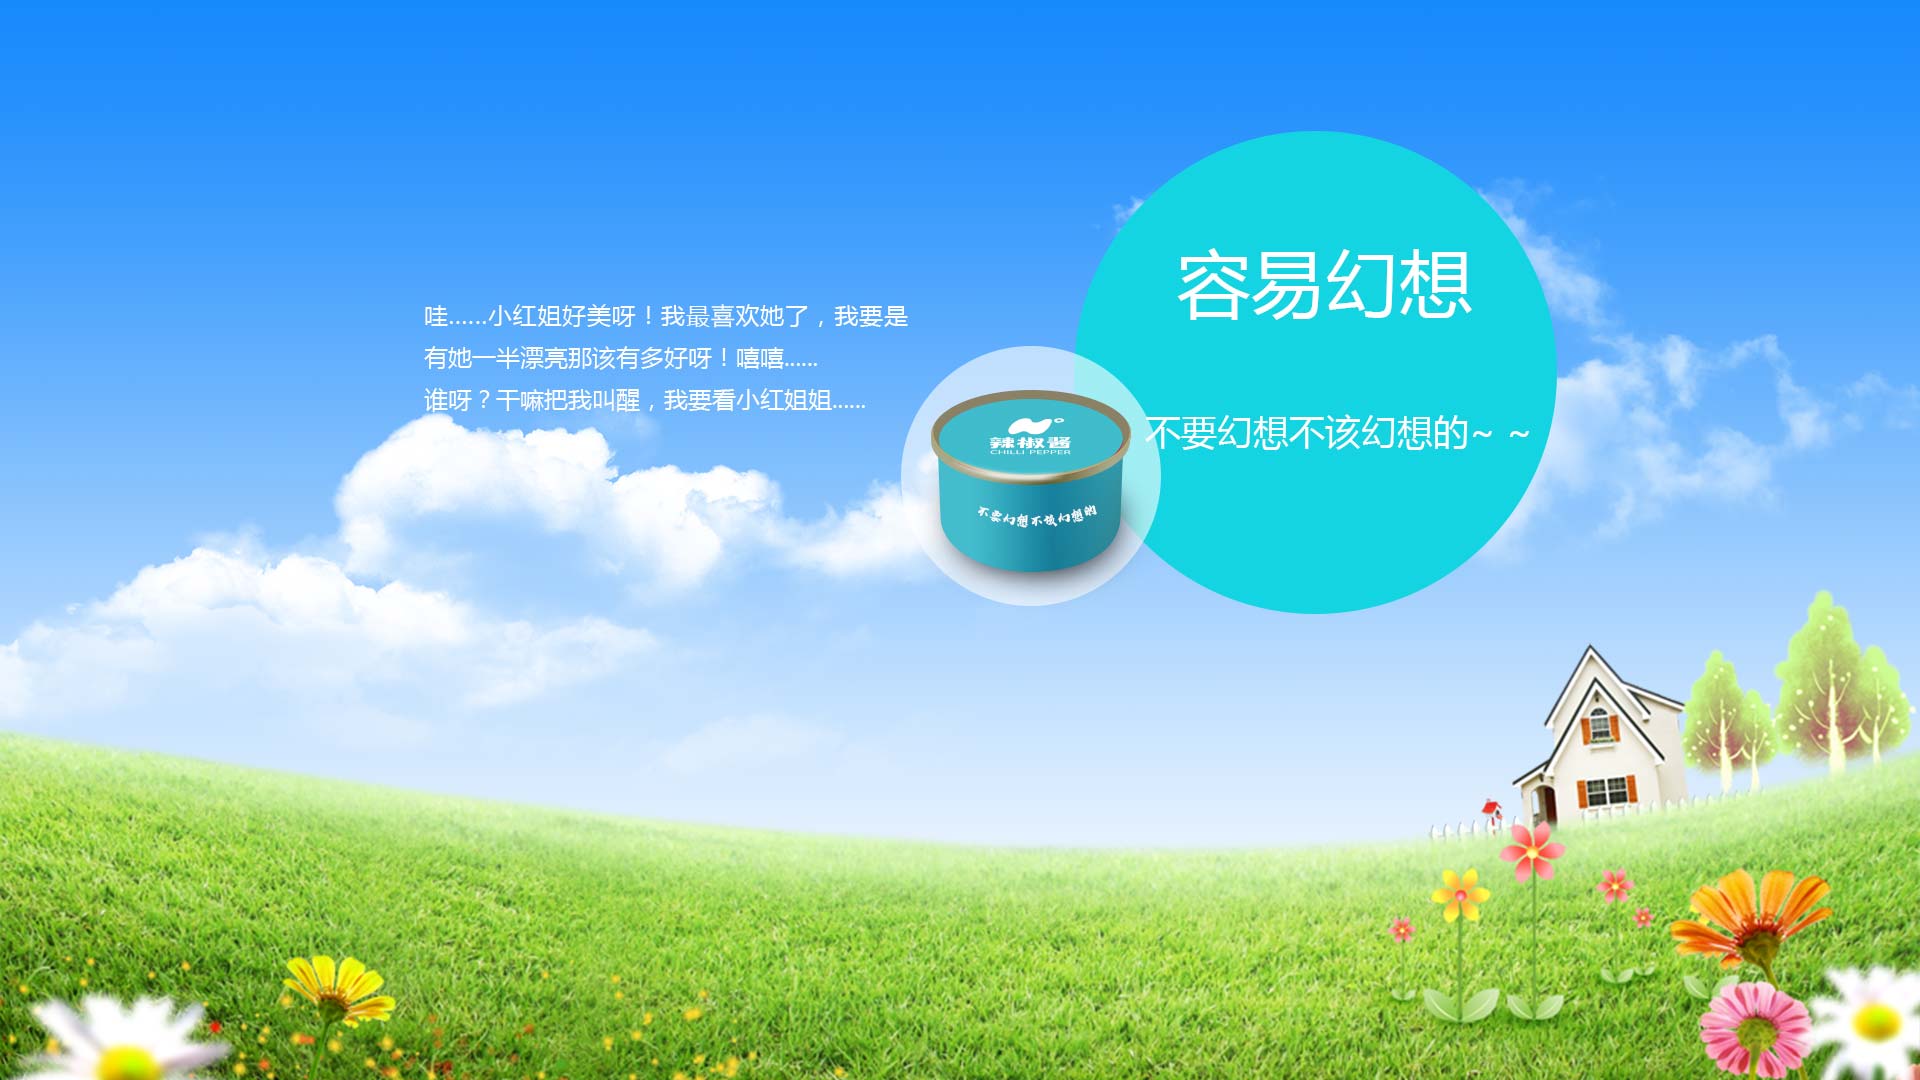 容易幻想
哇......小红姐好美呀！我最喜欢她了，我要是
有她一半漂亮那该有多好呀！嘻嘻......
谁呀？干嘛把我叫醒，我要看小红姐姐......
不要幻想不该幻想的~ ~
辣椒酱
CHILLI PEPPER
不要幻想不该幻想的